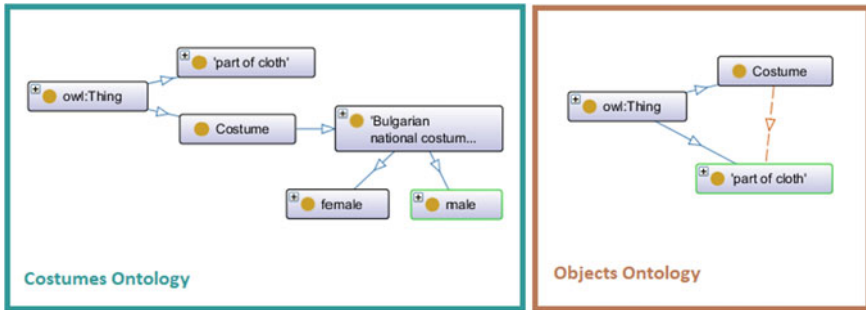 'part of cloth'
owl:Thing
Costume
'Bulgarian
national costum...
female
male
Costumes Ontology
Costume
owl:Thing
'part of cloth'
Objects Ontology